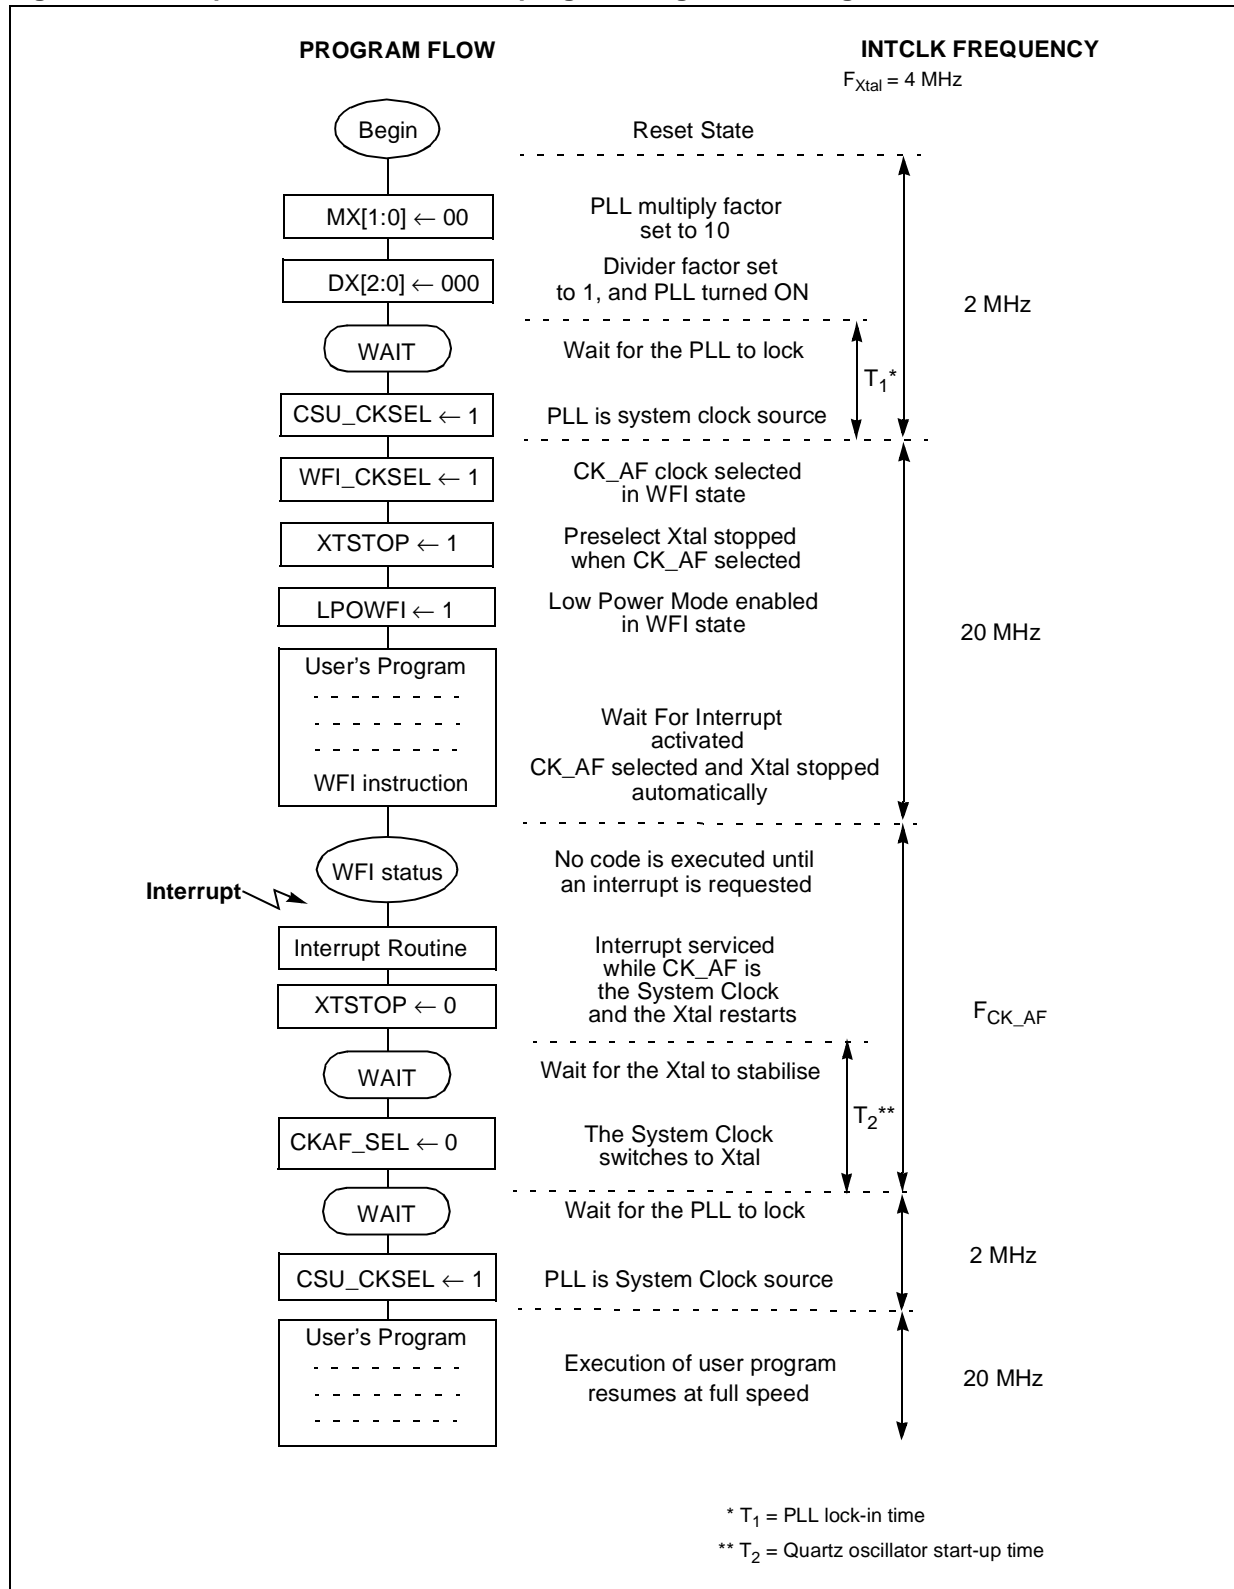 PROGRAM FLOW
INTCLK FREQUENCY
F_Xtal = 4 MHz
Begin
Reset State
MX[1:0] ← 00
PLL multiply factor
set to 10
DX[2:0] ← 000
Divider factor set
to 1, and PLL turned ON
2 MHz
WAIT
Wait for the PLL to lock
T1*
CSU_CKSEL ← 1
PLL is system clock source
WFI_CKSEL ← 1
CK_AF clock selected
in WFI state
XTSTOP ← 1
Preselect Xtal stopped
when CK_AF selected
LPOWFI ← 1
Low Power Mode enabled
in WFI state
20 MHz
User's Program
WFI instruction
Wait For Interrupt
activated
CK_AF selected and Xtal stopped
automatically
WFI status
No code is executed until
an interrupt is requested
Interrupt
Interrupt Routine
Interrupt serviced
while CK_AF is
the System Clock
and the Xtal restarts
XTSTOP ← 0
F_CK_AF
WAIT
Wait for the Xtal to stabilise
T2**
CKAF_SEL ← 0
The System Clock
switches to Xtal
WAIT
Wait for the PLL to lock
2 MHz
CSU_CKSEL ← 1
PLL is System Clock source
User's Program
Execution of user program
resumes at full speed
20 MHz
* T1 = PLL lock-in time
** T2 = Quartz oscillator start-up time